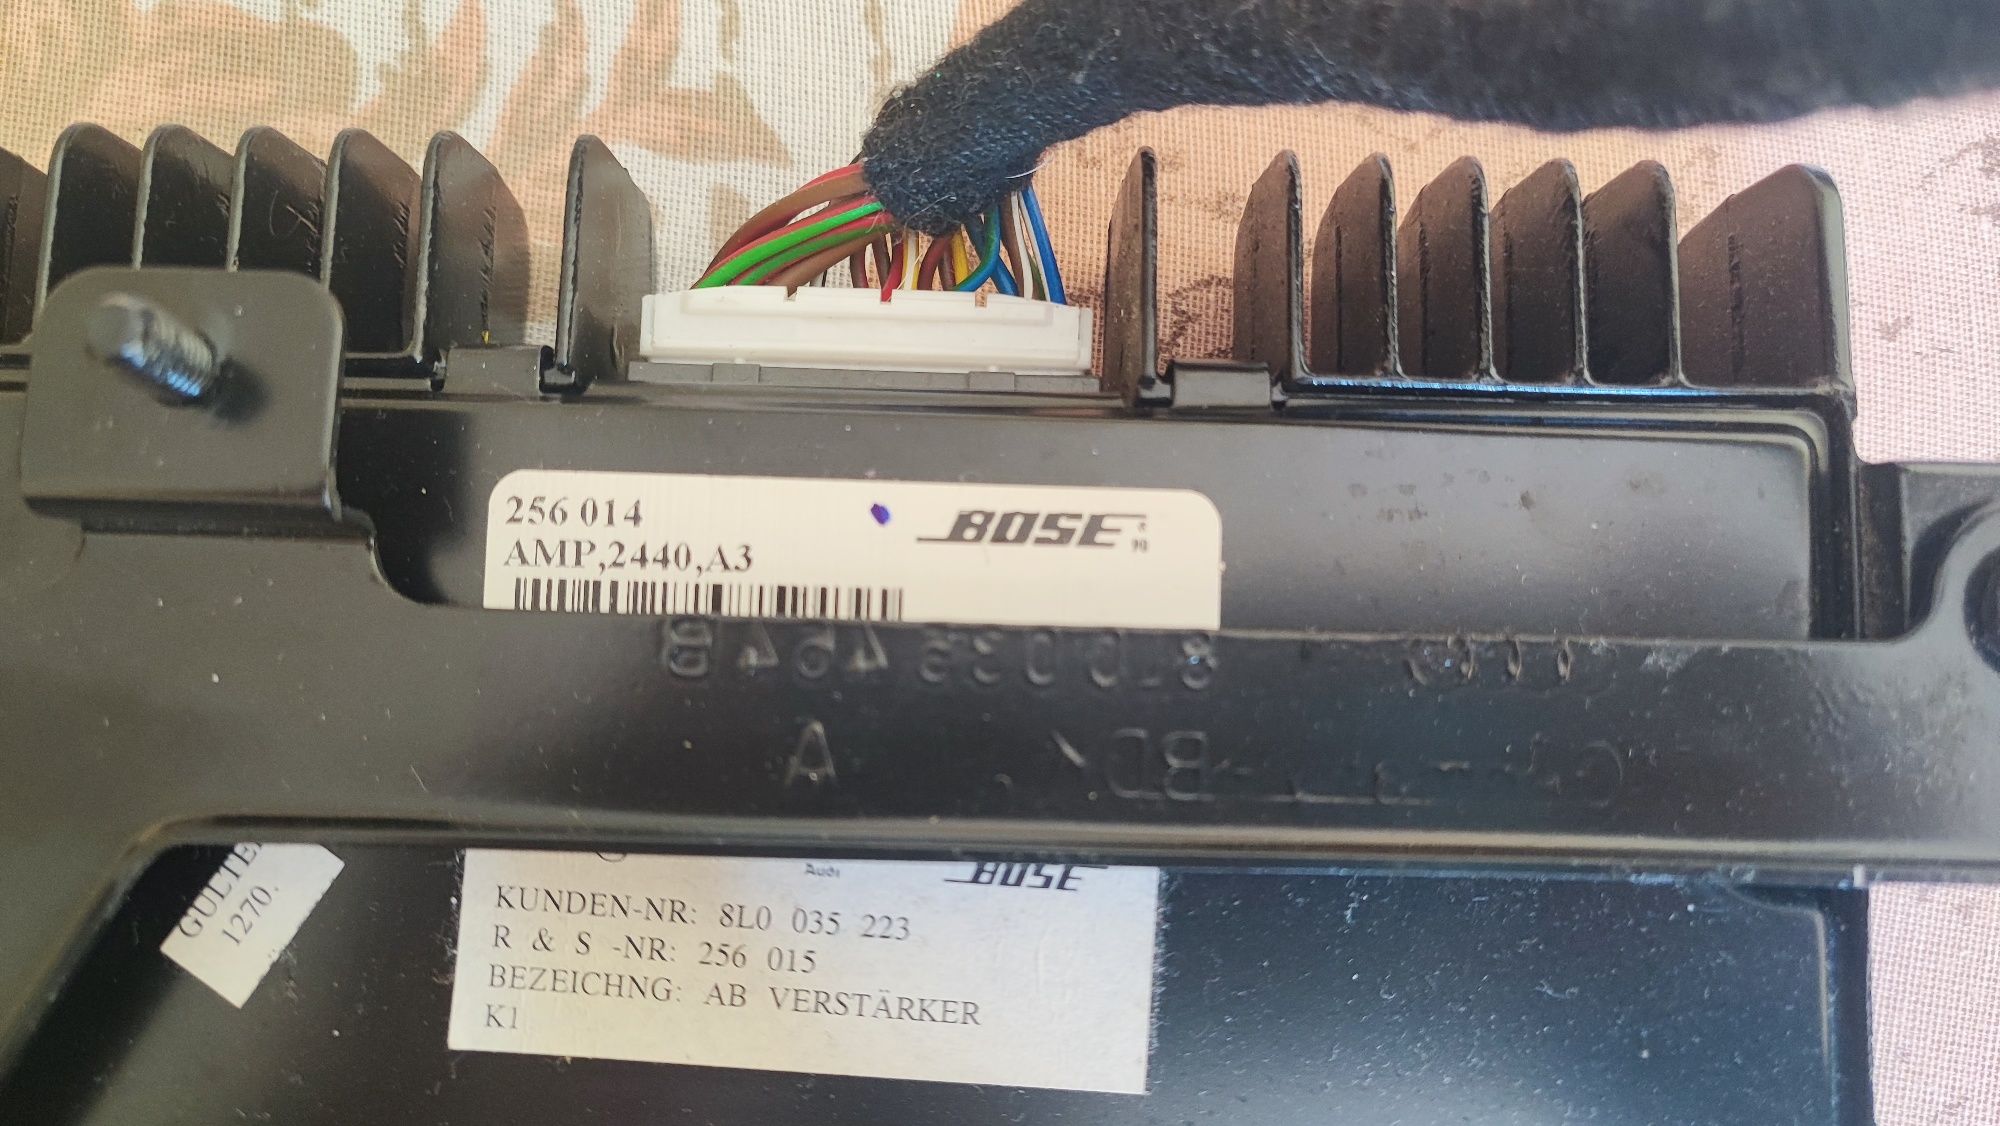 256 014
BOSE
AMP,2440,A3
A
Audi
BOSE
KUNDEN-NR: 8L0 035 223
R & S -NR: 256 015
BEZEICHNG: AB VERSTÄRKER
K1
1270.